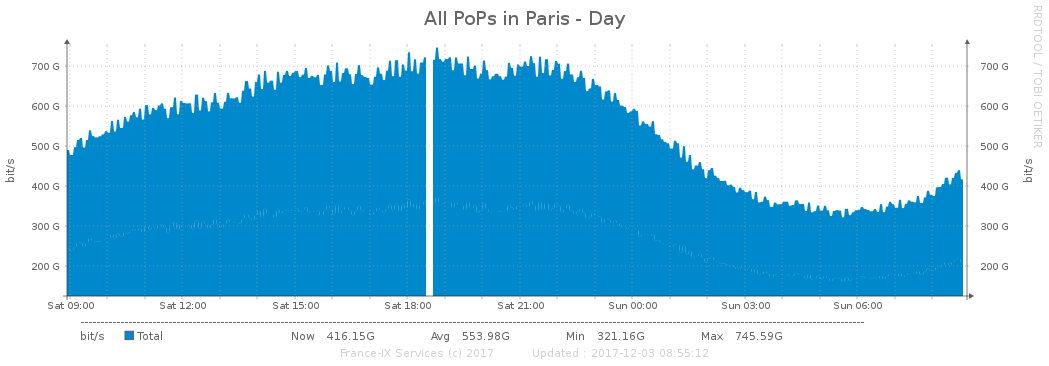 All PoPs in Paris - Day
RRDTOOL / TOBI OETIKER
bit/s
bit/s
700 G 700 G
600 G 600 G
500 G 500 G
400 G 400 G
300 G 300 G
200 G 200 G
Sat 09:00 Sat 12:00 Sat 15:00 Sat 18:00 Sat 21:00 Sun 00:00 Sun 03:00 Sun 06:00
bit/s Total Now 416.15G Avg 553.98G Min 321.16G Max 745.59G
France-IX Services (c) 2017 Updated : 2017-12-03 08:55:12